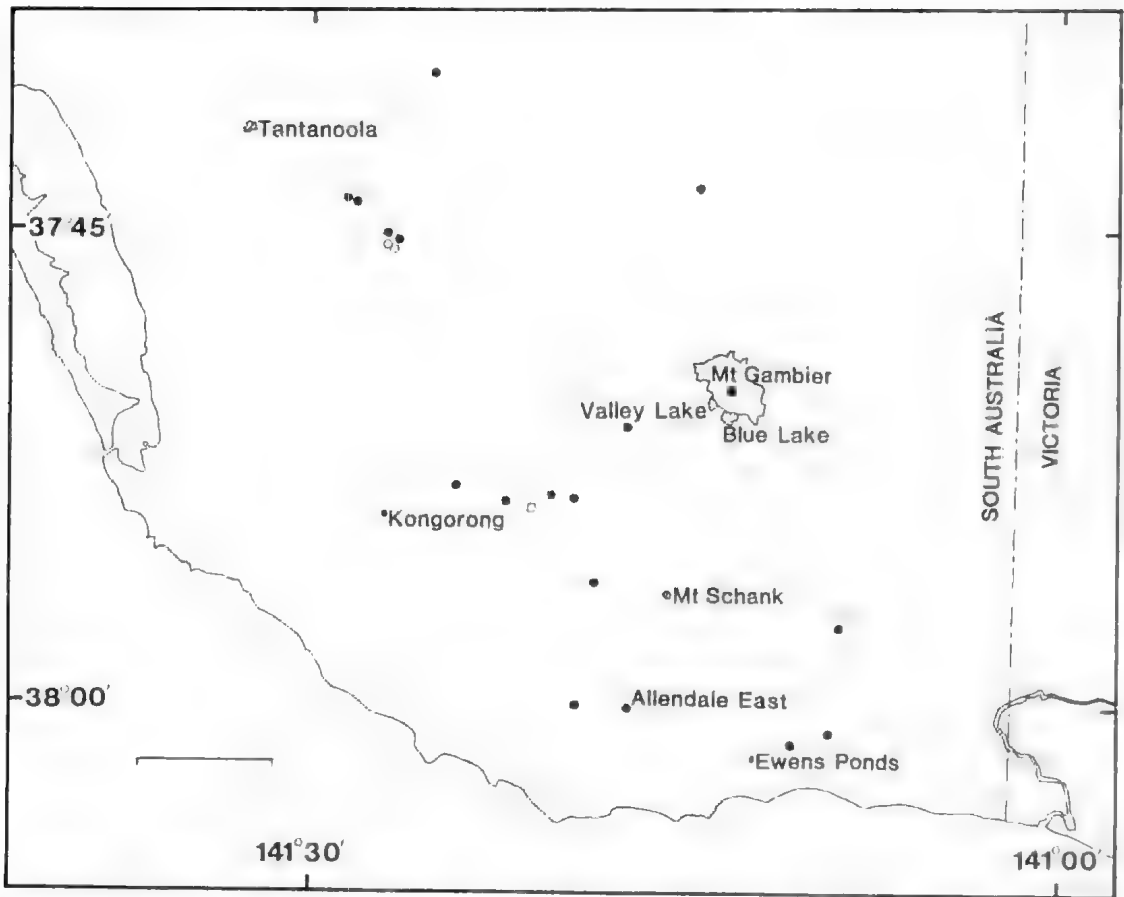 Tantanoola
37°45
Mt Gambier
Valley Lake
Blue Lake
SOUTH AUSTRALIA
VICTORIA
Kongorong
Mt Schank
38°00'
Allendale East
Ewens Ponds
141°30'
141°00'